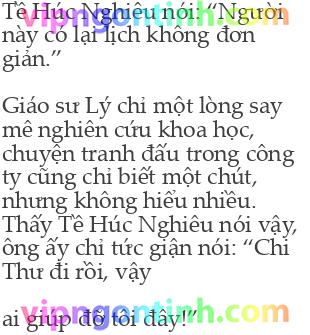 Tề Húc Nghiêu nói: “Người
này có lại lịch không đơn
giản.”
Giáo sư Lý chỉ một lòng say
mê nghiên cứu khoa học,
chuyện tranh đấu trong công
ty cũng chỉ biết một chút,
nhưng không hiểu nhiều.
Thấy Tề Húc Nghiêu nói vậy,
ông ấy chỉ tức giận nói: “Chi
Thư đi rồi, vậy
ai giúp đỡ tôi đây!”
vipngontinh.com
vipngontinh.com